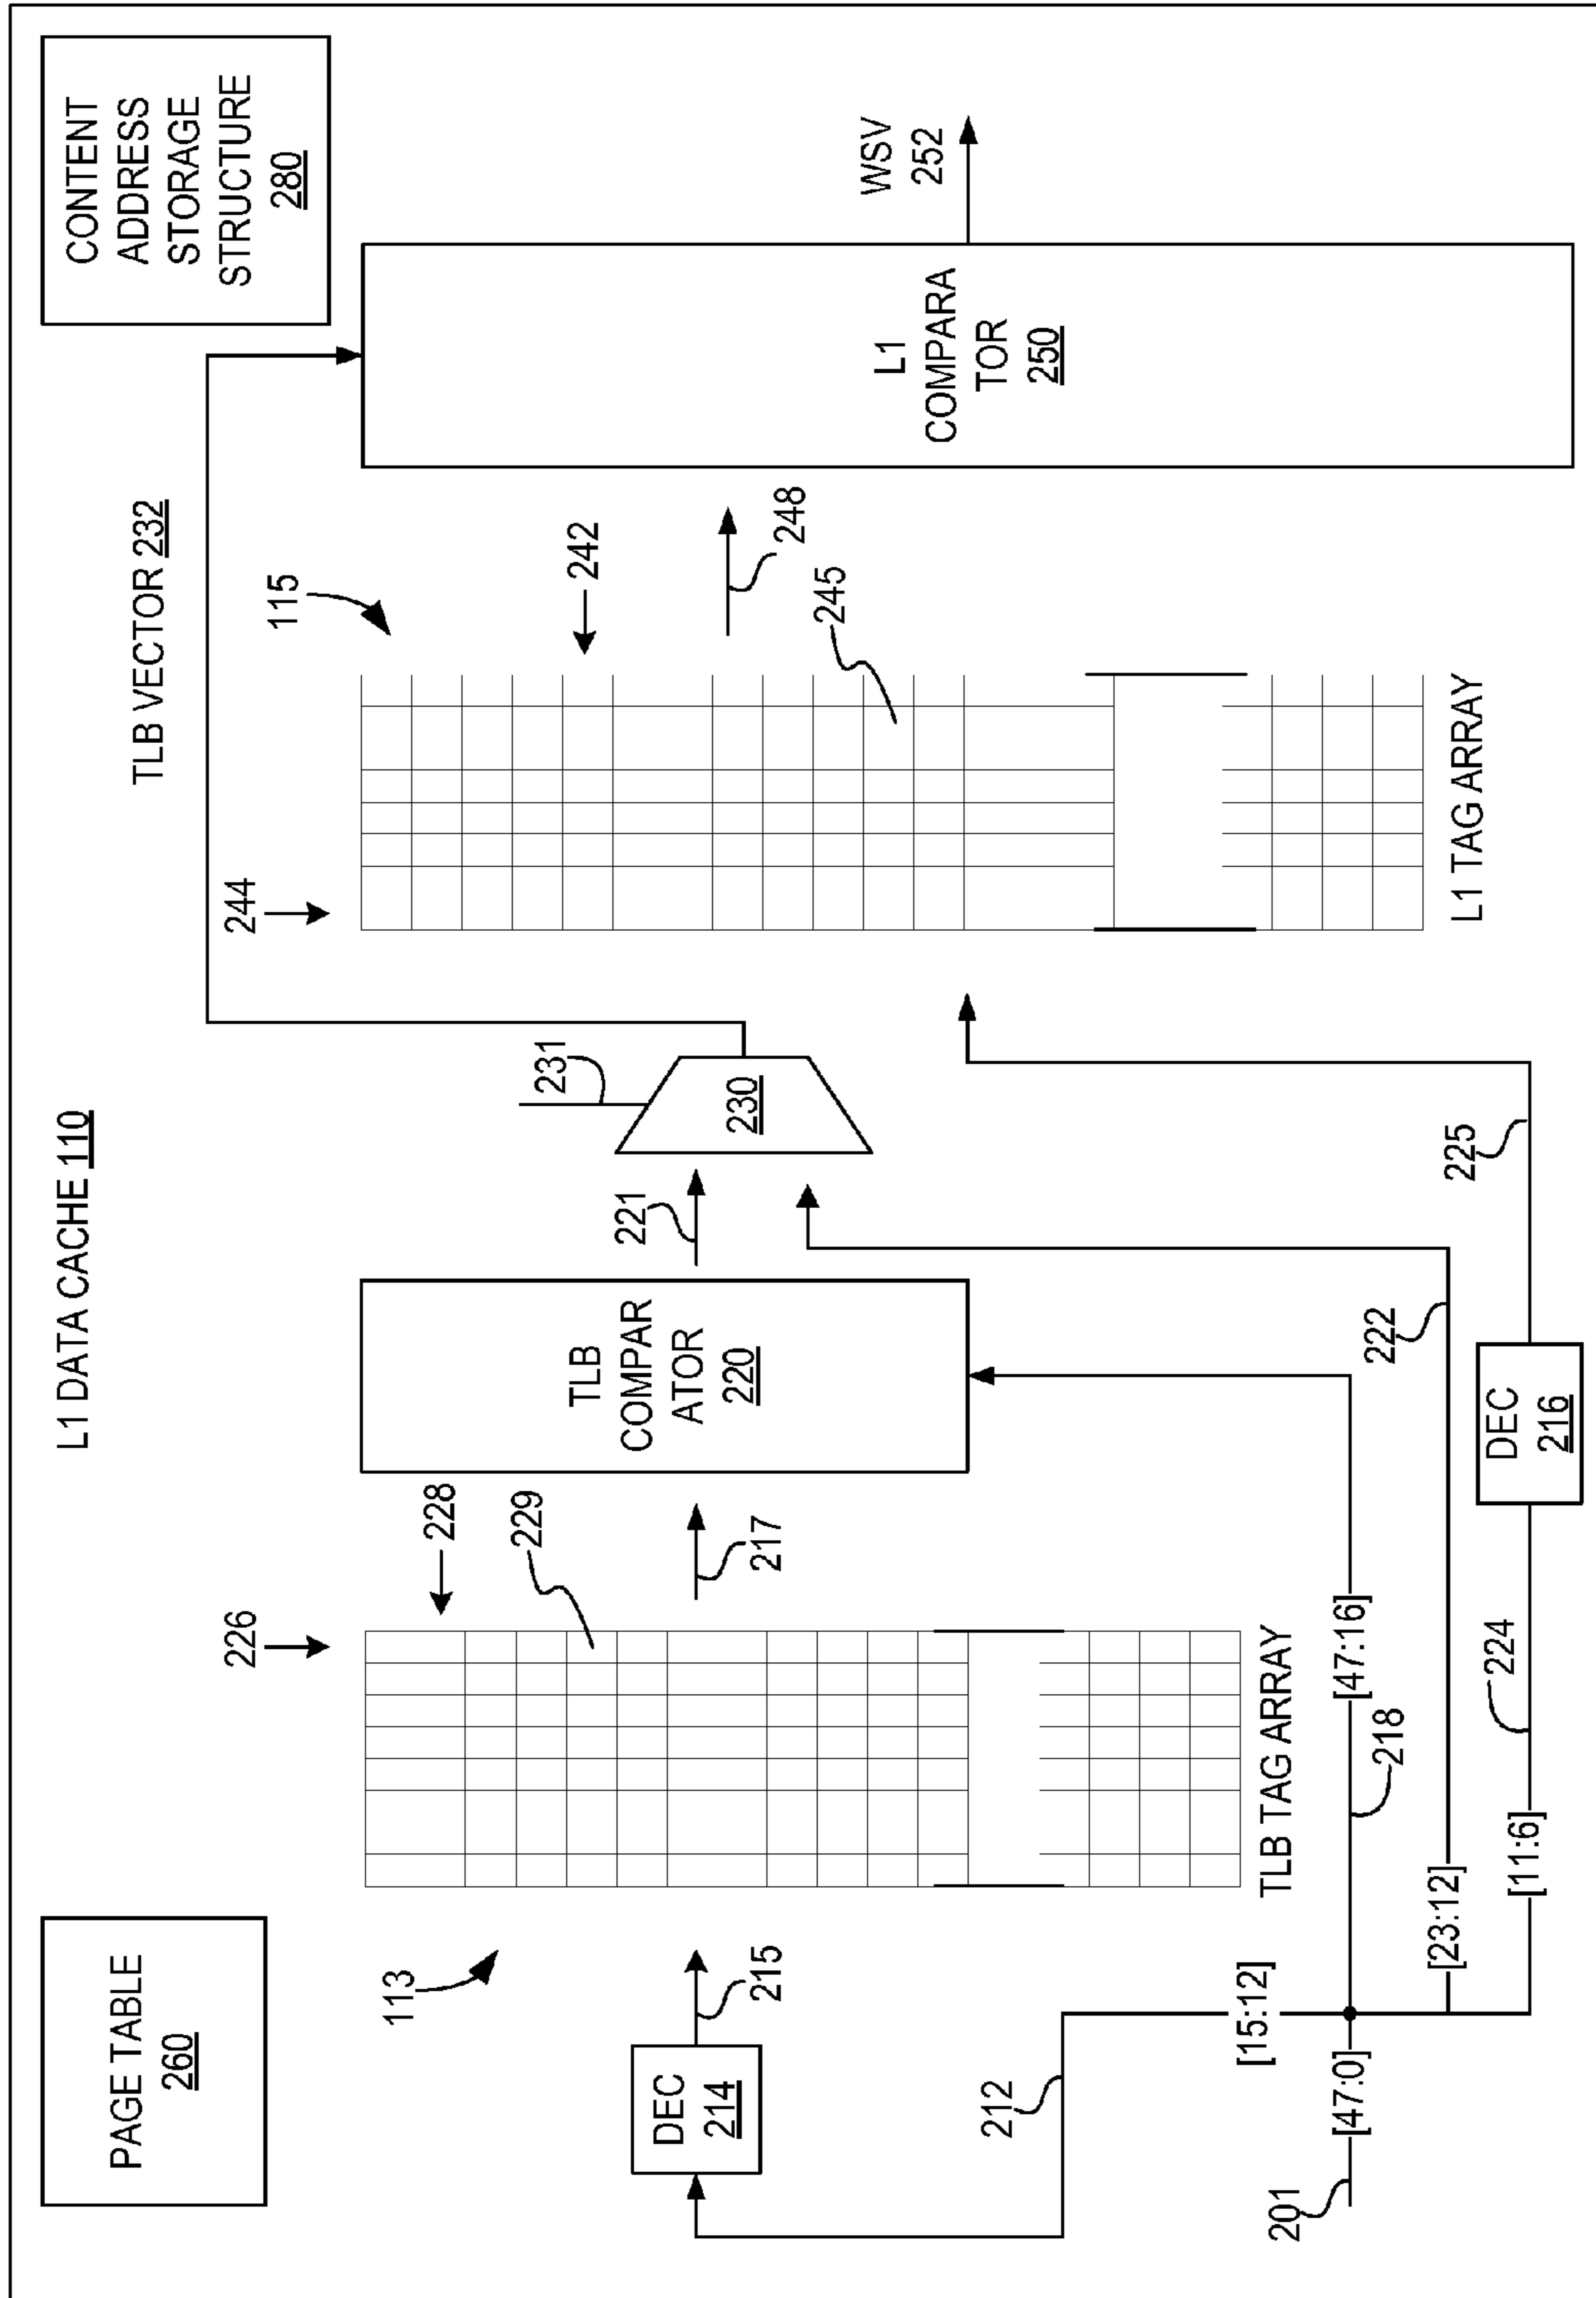 L1 DATA CACHE 110
PAGE TABLE
260
CONTENT
ADDRESS
STORAGE
STRUCTURE
280
TLB VECTOR 232
113
226
228
229
244
115
242
245
231
DEC
214
215
217
TLB
COMPAR
ATOR
220
221
230
248
L1
COMPARA
TOR
250
WSV
252
212
[15:12]
TLB TAG ARRAY
L1 TAG ARRAY
201
[47:0]
218
[47:16]
[23:12]
222
[11:6]
224
DEC
216
225